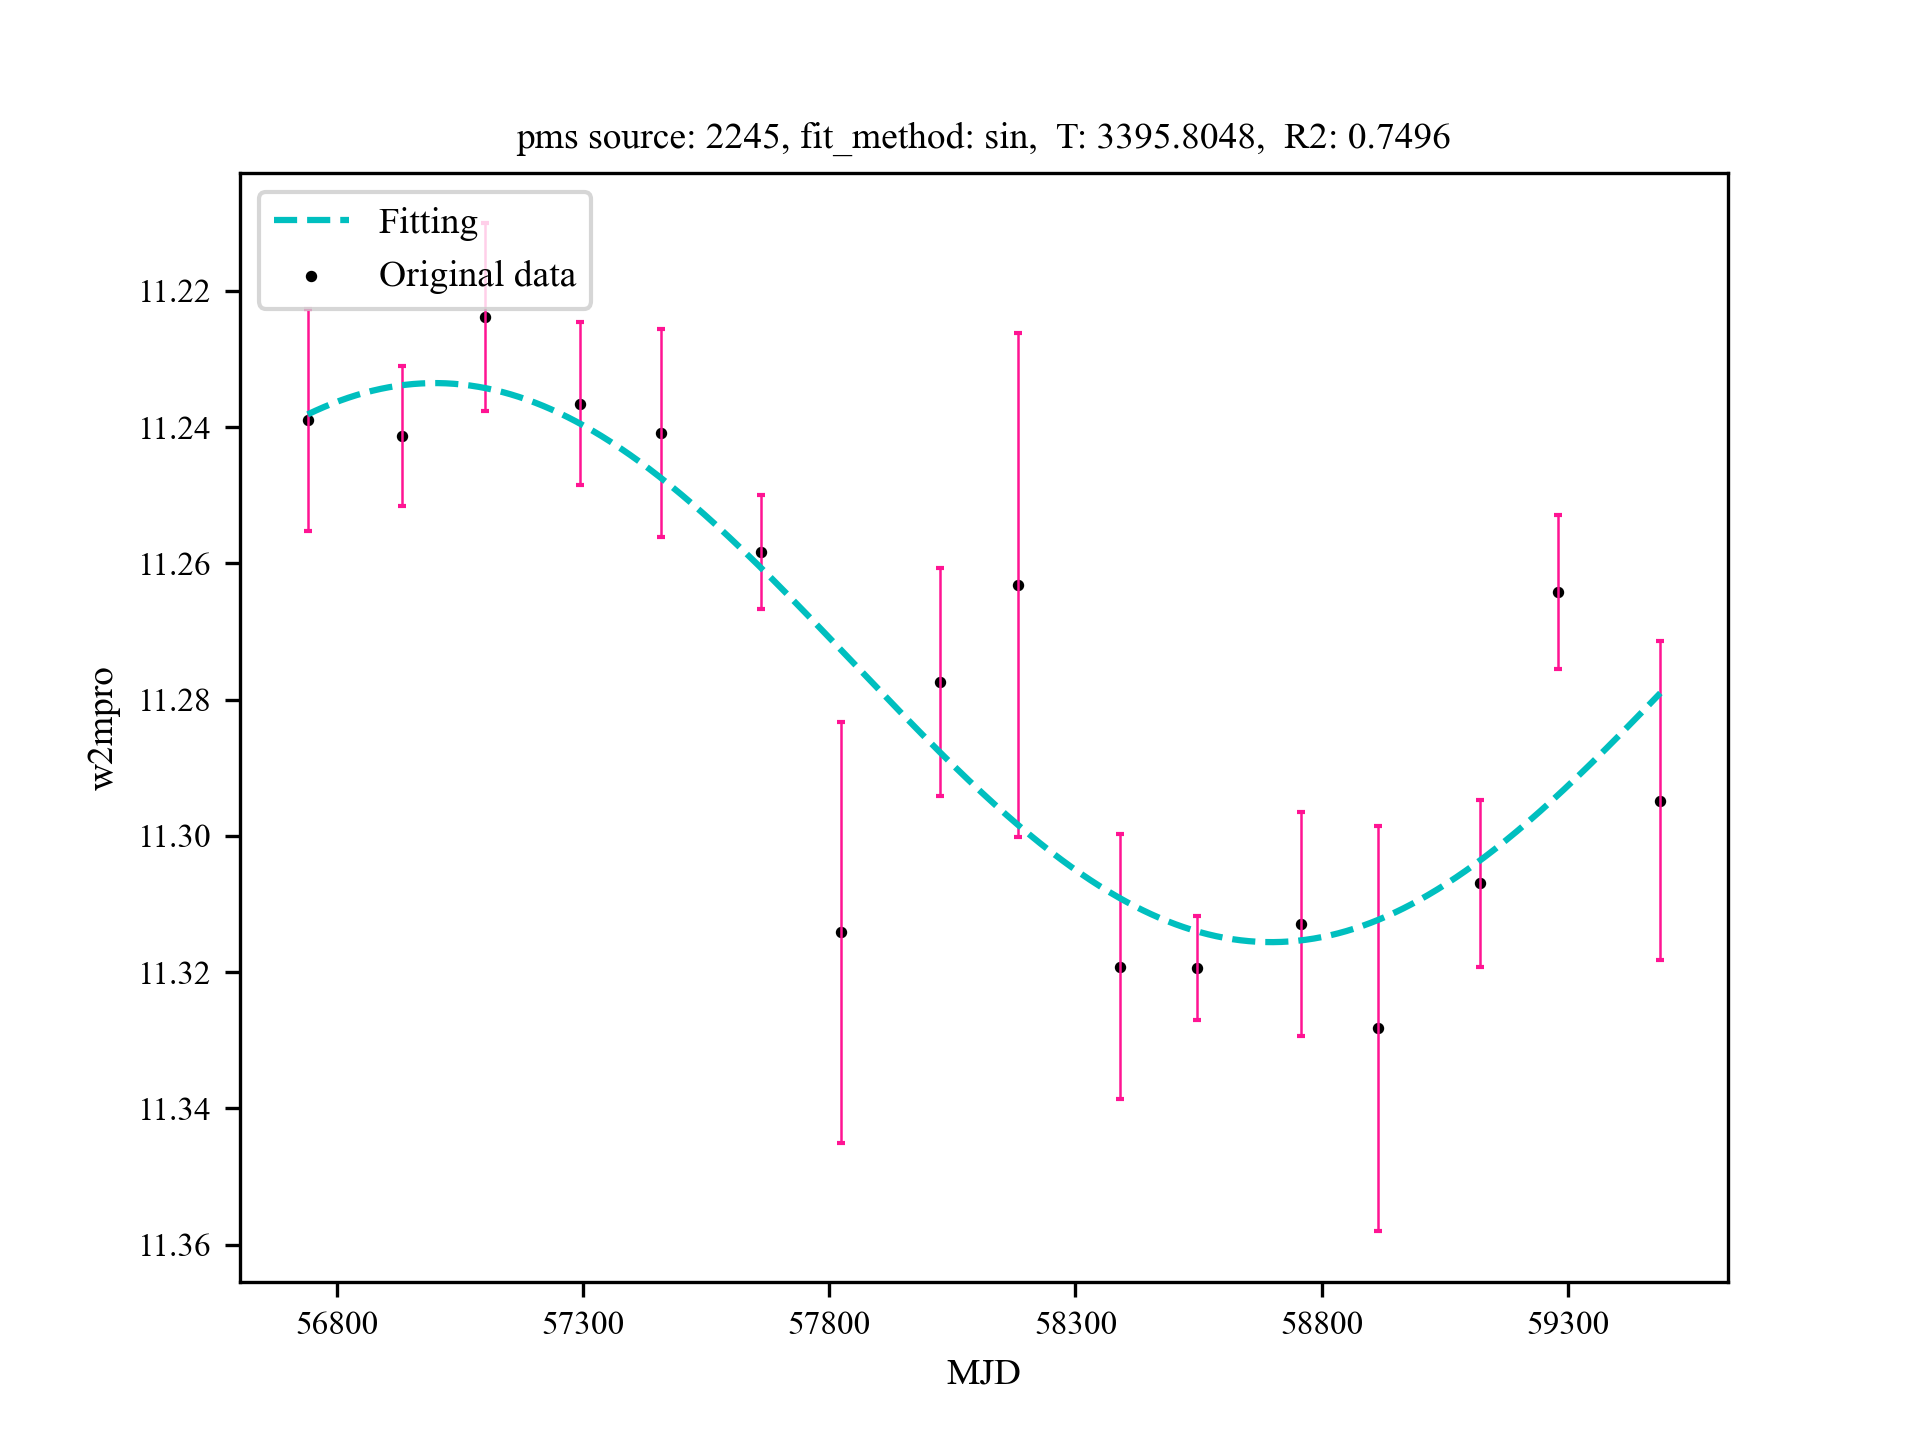 pms source: 2245, fit_method: sin,  T: 3395.8048,  R2: 0.7496
Fitting
Original data
11.22
11.24
11.26
11.28
11.30
11.32
11.34
11.36
w2mpro
56800 57300 57800 58300 58800 59300
MJD